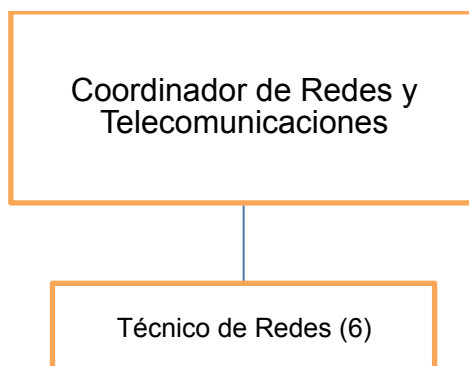 Coordinador de Redes y
Telecomunicaciones
Técnico de Redes (6)